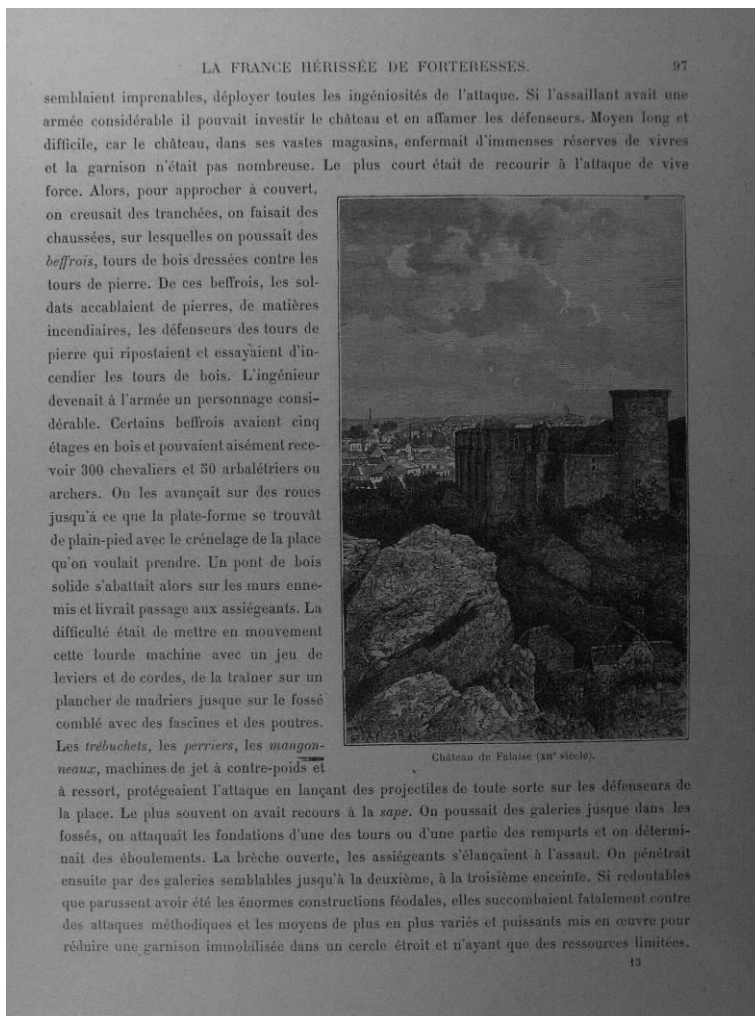 LA FRANCE HÉRISSÉE DE FORTERESSES. 97
semblaient imprenables, déployer toutes les ingéniosités de l'attaque. Si l'assaillant avait une
armée considérable il pouvait investir le château et en affamer les défenseurs. Moyen long et
difficile, car le château, dans ses vastes magasins, enfermait d'immenses réserves de vivres
et la garnison n'était pas nombreuse. Le plus court était de recourir à l'attaque de vive
force. Alors, pour approcher à couvert,
on creusait des tranchées, on faisait des
chaussées, sur lesquelles on poussait des
beffrois, tours de bois dressées contre les
tours de pierre. De ces beffrois, les sol-
dats accablaient de pierres, de matières
incendiaires, les défenseurs des tours de
pierre qui ripostaient et essayaient d'in-
cendier les tours de bois. L'ingénieur
devenait à l'armée un personnage consi-
dérable. Certains beffrois avaient cinq
étages en bois et pouvaient aisément rece-
voir 300 chevaliers et 50 arbalétriers ou
archers. On les avançait sur des roues
jusqu'à ce que la plate-forme se trouvât
de plain-pied avec le crénelage de la place
qu'on voulait prendre. Un pont de bois
solide s'abattait alors sur les murs enne-
mis et livrait passage aux assiégeants. La
difficulté était de mettre en mouvement
cette lourde machine avec un jeu de
leviers et de cordes, de la traîner sur un
plancher de madriers jusque sur le fossé
comblé avec des fascines et des poutres.
Les trébuchets, les perriers, les mangon-
neaux, machines de jet à contre-poids et
Château de Falaise (XIIe siècle).
à ressort, protégeaient l'attaque en lançant des projectiles de toute sorte sur les défenseurs de
la place. Le plus souvent on avait recours à la sape. On poussait des galeries jusque dans les
fossés, on attaquait les fondations d'une des tours ou d'une partie des remparts et on détermi-
nait des éboulements. La brèche ouverte, les assiégeants s'élançaient à l'assaut. On pénétrait
ensuite par des galeries semblables jusqu'à la deuxième, à la troisième enceinte. Si redoutables
que parussent avoir été les énormes constructions féodales, elles succombaient fatalement contre
des attaques méthodiques et les moyens de plus en plus variés et puissants mis en œuvre pour
réduire une garnison immobilisée dans un cercle étroit et n'ayant que des ressources limitées.
13